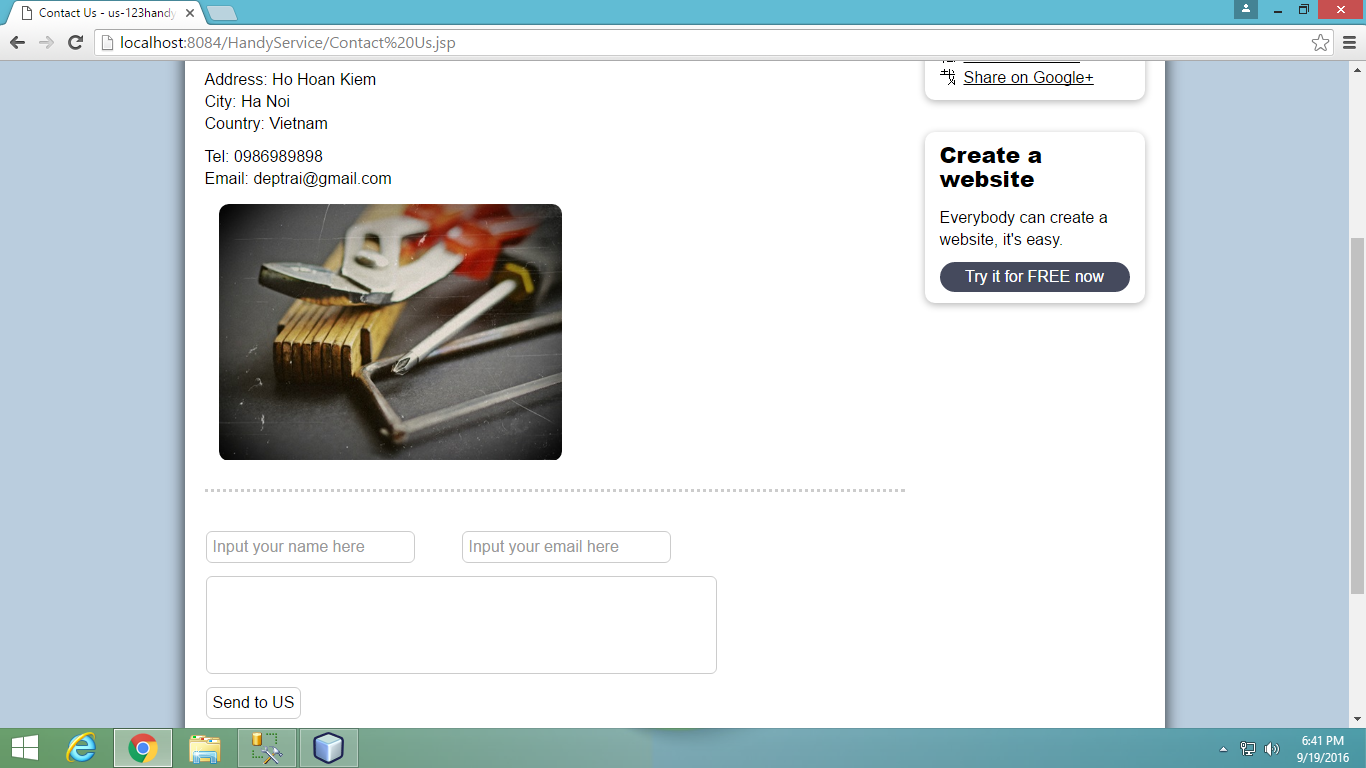 Contact Us - us-123handy
localhost:8084/HandyService/Contact%20Us.jsp
Address: Ho Hoan Kiem
City: Ha Noi
Country: Vietnam
Tel: 0986989898
Email: deptrai@gmail.com
Share on Google+
Create a
website
Everybody can create a
website, it's easy.
Try it for FREE now
Input your name here
Input your email here
Send to US
6:41 PM
9/19/2016